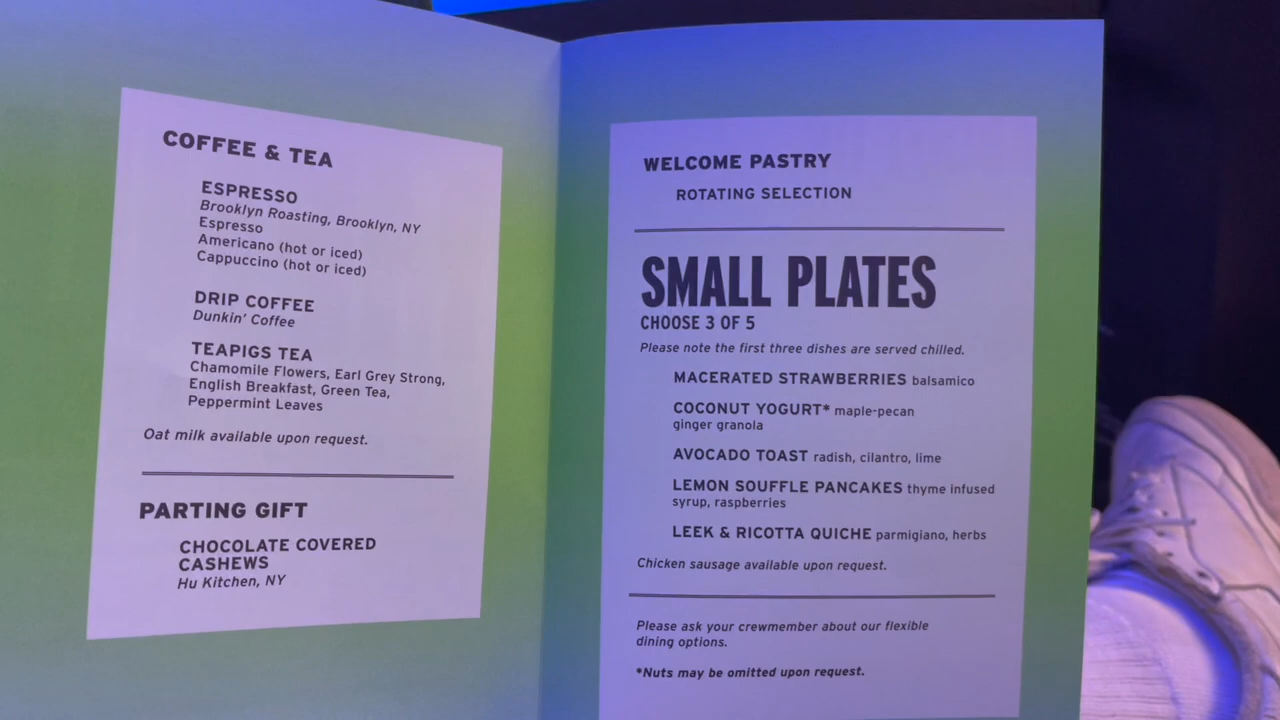 COFFEE & TEA
ESPRESSO
Brooklyn Roasting, Brooklyn, NY
Espresso
Americano (hot or iced)
Cappuccino (hot or iced)
DRIP COFFEE
Dunkin' Coffee
TEAPIGS TEA
Chamomile Flowers, Earl Grey Strong,
English Breakfast, Green Tea,
Peppermint Leaves
Oat milk available upon request.
PARTING GIFT
CHOCOLATE COVERED
CASHEWS
Hu Kitchen, NY
WELCOME PASTRY
ROTATING SELECTION
SMALL PLATES
CHOOSE 3 OF 5
Please note the first three dishes are served chilled.
MACERATED STRAWBERRIES balsamico
COCONUT YOGURT* maple-pecan
ginger granola
AVOCADO TOAST radish, cilantro, lime
LEMON SOUFFLE PANCAKES thyme infused
syrup, raspberries
LEEK & RICOTTA QUICHE parmigiano, herbs
Chicken sausage available upon request.
Please ask your crewmember about our flexible
dining options.
*Nuts may be omitted upon request.